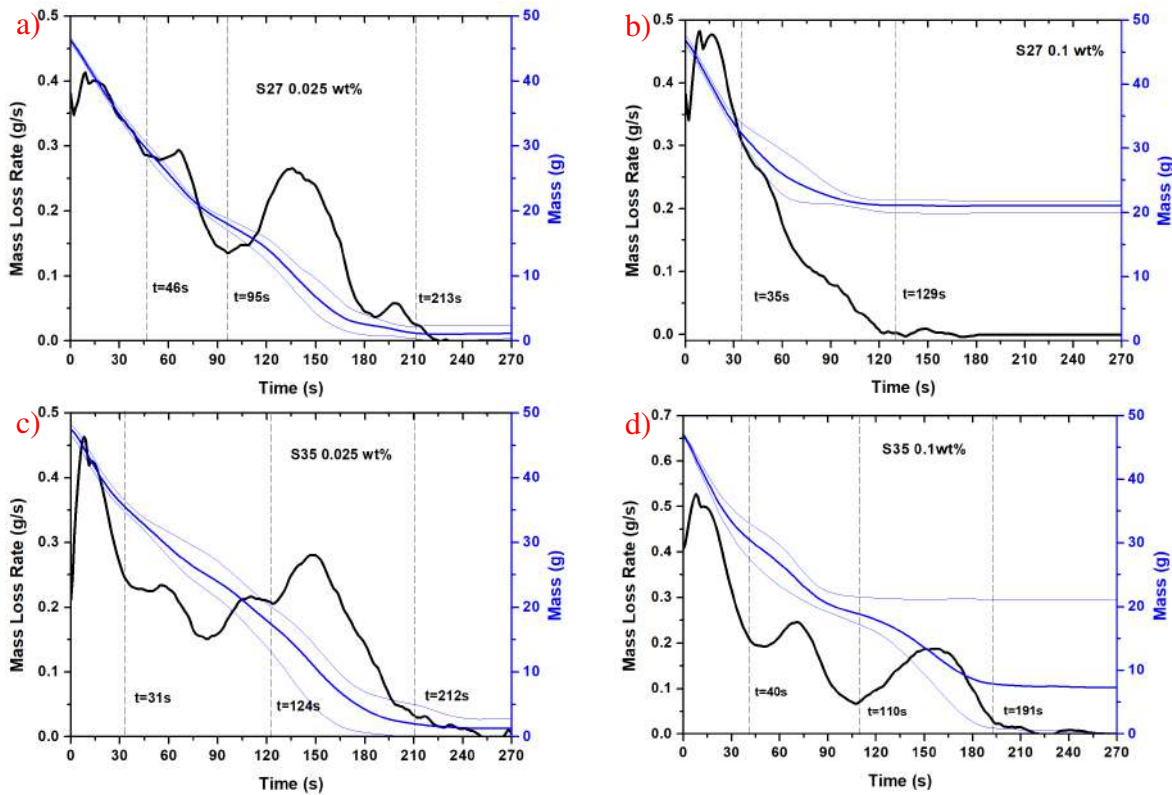 a)
S27 0.025 wt%
t=46s
t=95s
t=213s
Mass Loss Rate (g/s)
0.5
0.4
0.3
0.2
0.1
0.0
Mass (g)
50
40
30
20
10
0
0 30 60 90 120 150 180 210 240 270
Time (s)
b)
S27 0.1 wt%
t=35s
t=129s
Mass Loss Rate (g/s)
0.5
0.4
0.3
0.2
0.1
0.0
Mass (g)
50
40
30
20
10
0
0 30 60 90 120 150 180 210 240 270
Time (s)
c)
S35 0.025 wt%
t=31s
t=124s
t=212s
Mass Loss Rate (g/s)
0.5
0.4
0.3
0.2
0.1
0.0
Mass (g)
50
40
30
20
10
0
0 30 60 90 120 150 180 210 240 270
Time (s)
d)
S35 0.1wt%
t=40s
t=110s
t=191s
Mass Loss Rate (g/s)
0.7
0.6
0.5
0.4
0.3
0.2
0.1
0.0
Mass (g)
50
40
30
20
10
0
0 30 60 90 120 150 180 210 240 270
Time (s)